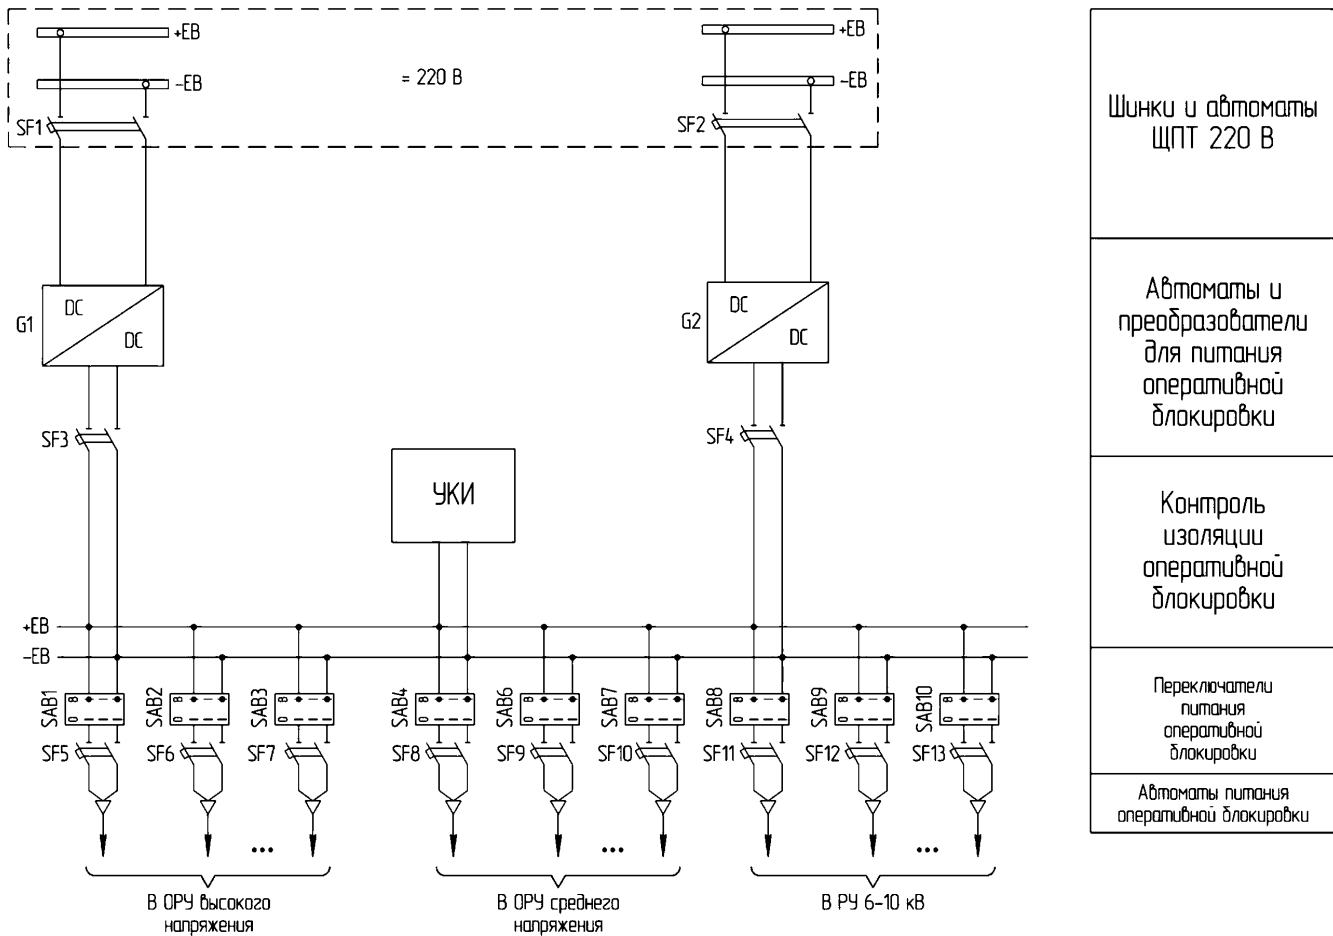 +EB
−EB
= 220 В
+EB
−EB
SF1
SF2
G1
DC
DC
G2
DC
DC
SF3
SF4
УКИ
+EB
−EB
SAB1
В
О
SAB2
В
О
SAB3
В
О
SAB4
В
О
SAB6
В
О
SAB7
В
О
SAB8
В
О
SAB9
В
О
SAB10
В
О
SF5
SF6
SF7
SF8
SF9
SF10
SF11
SF12
SF13
...
...
...
В ОРУ высокого
напряжения
В ОРУ среднего
напряжения
В РУ 6-10 кВ
Шинки и автоматы
ЩПТ 220 В
Автоматы и
преобразователи
для питания
оперативной
блокировки
Контроль
изоляции
оперативной
блокировки
Переключатели
питания
оперативной
блокировки
Автоматы питания
оперативной блокировки